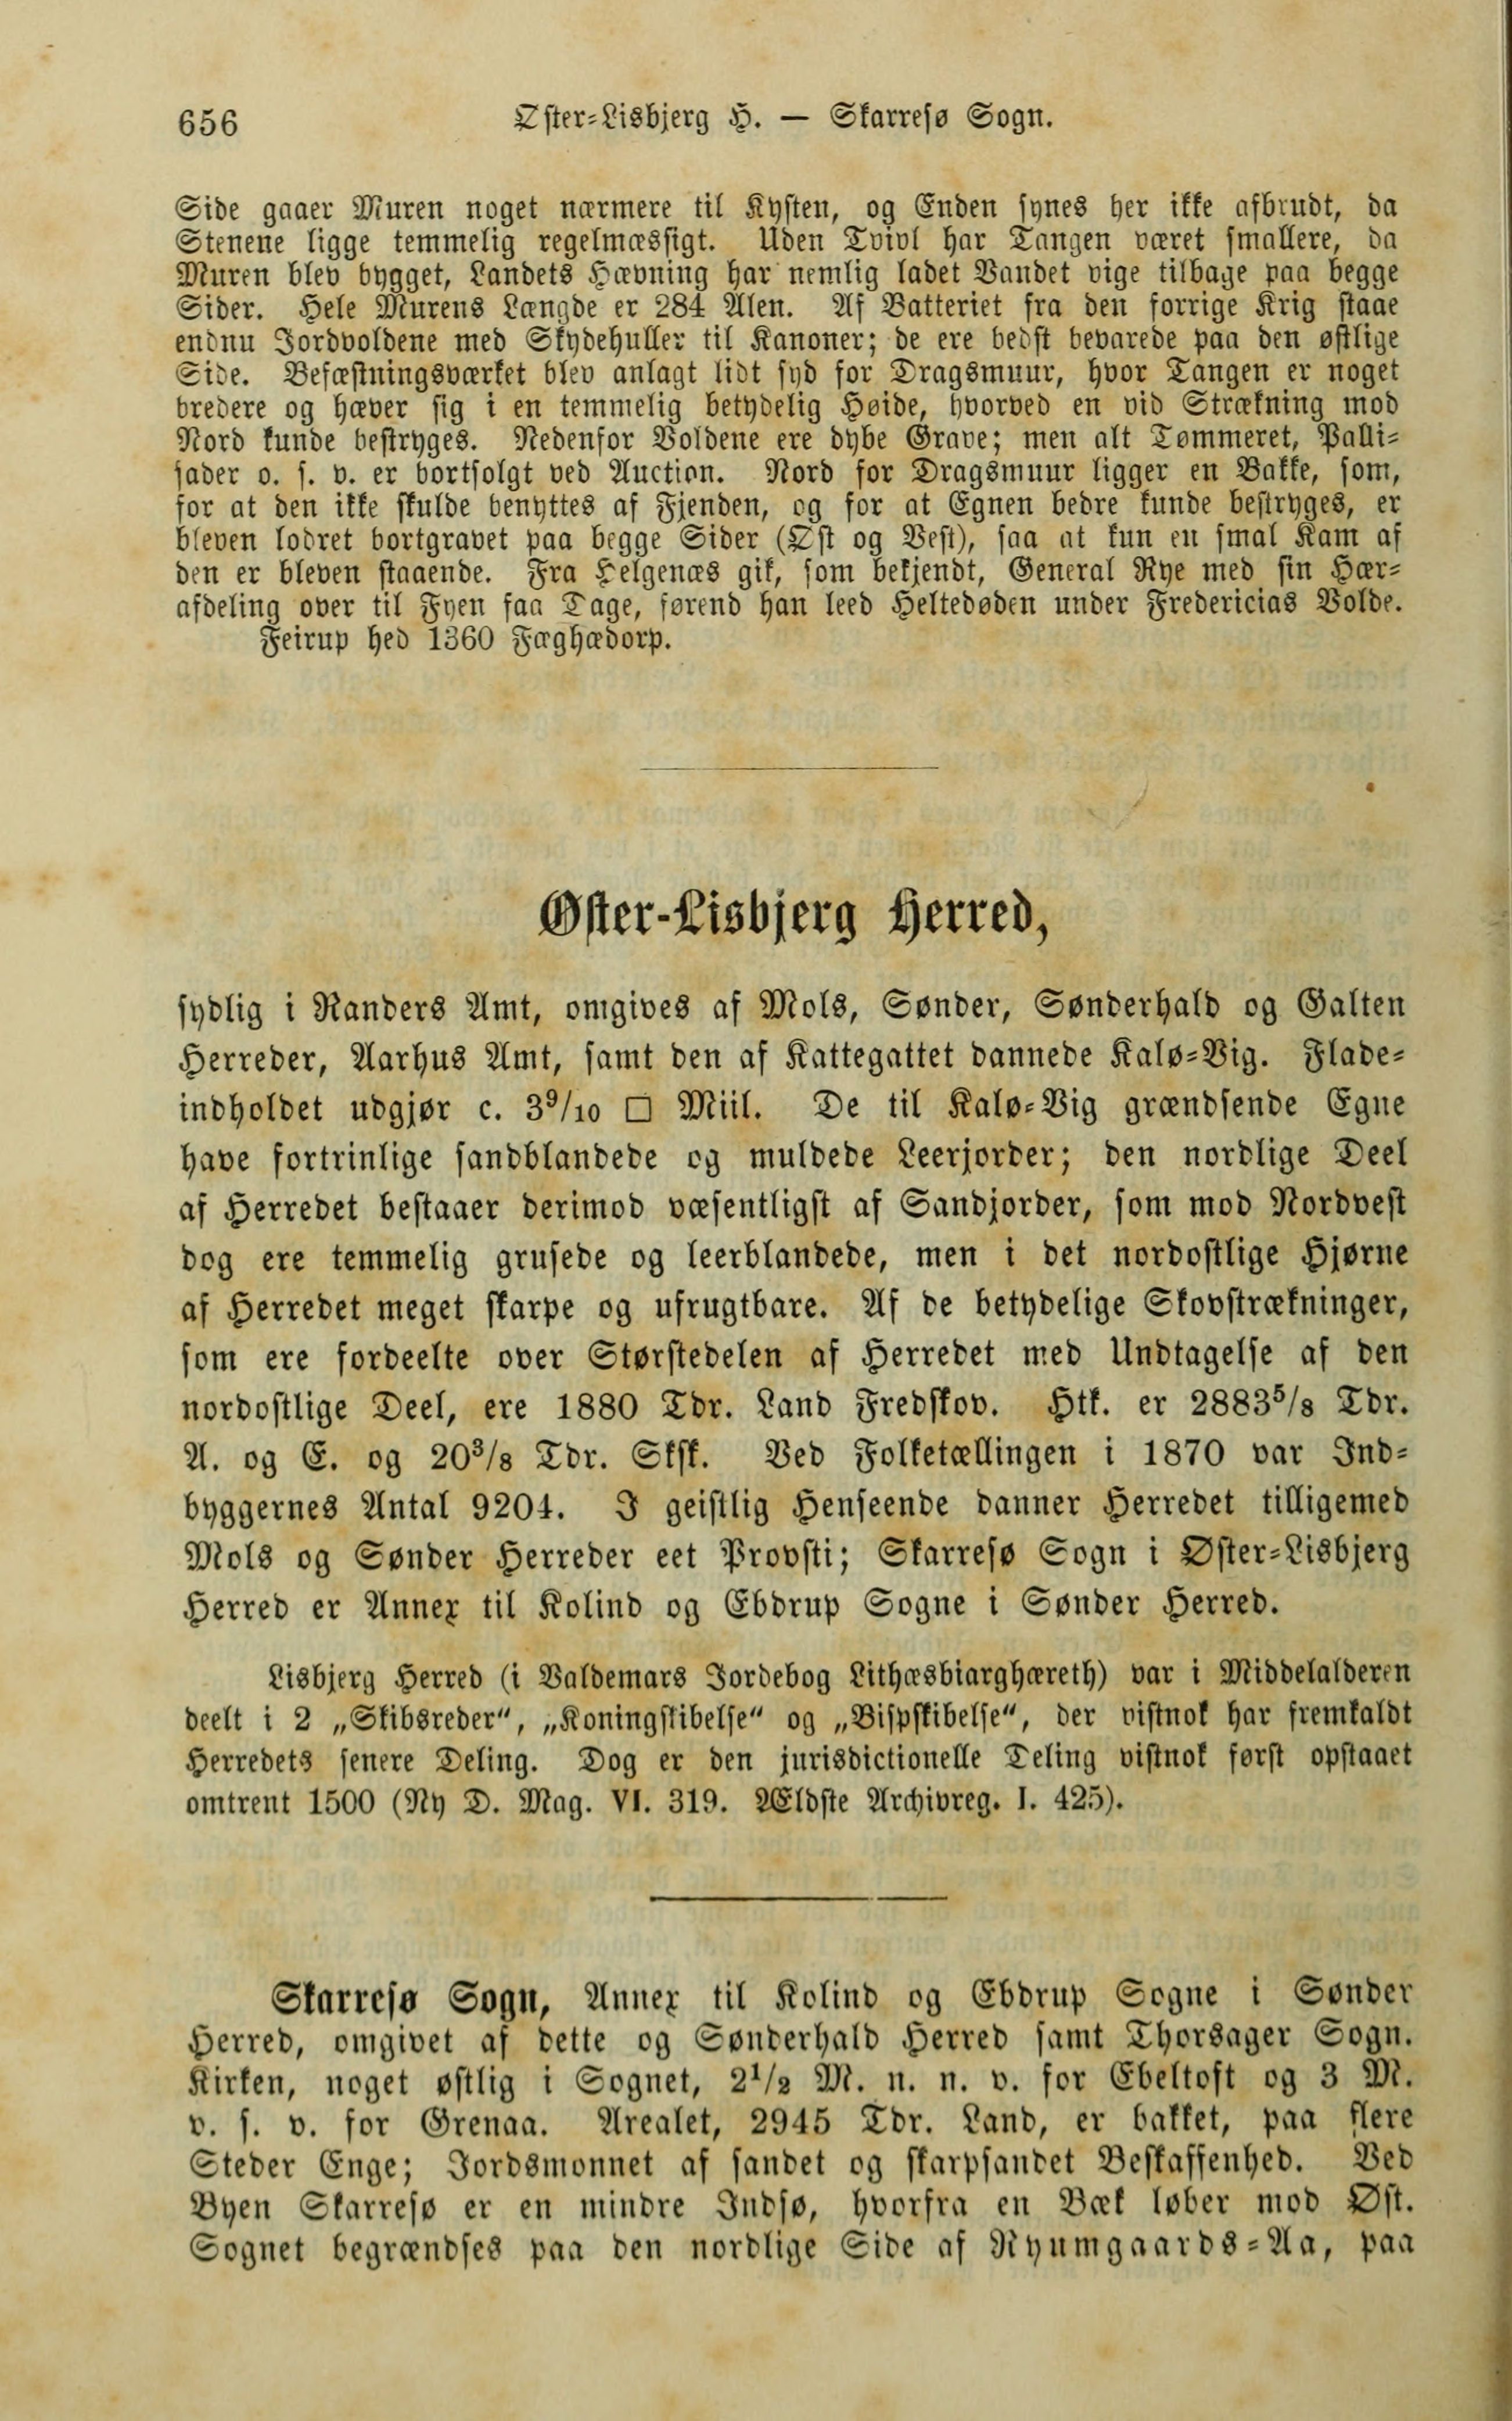 656
Øster-Lisbjerg H. — Skarresø Sogn.
Side gaaer Muren noget nærmere til Kysten, og Enden synes her ikke afbrudt, da
Stenene ligge temmelig regelmæssigt. Uden Tvivl har Tangen været smallere, da
Muren blev bygget, Landets Hævning har nemlig ladet Vandet vige tilbage paa begge
Sider. Hele Murens Længde er 284 Alen. Af Batteriet fra den forrige Krig staae
endnu Jordvoldene med Skydehuller til Kanoner; de ere bedst bevarede paa den østlige
Side. Befæstningsværket blev anlagt lidt syd for Dragsmuur, hvor Tangen er noget
bredere og hæver sig i en temmelig betydelig Høide, hvorved en vid Strækning mod
Nord kunde bestryges. Nedenfor Voldene ere dybe Grave; men alt Tømmeret, Palli-
sader o. s. v. er bortsolgt ved Auction. Nord for Dragsmuur ligger en Bakke, som,
for at den ikke skulde benyttes af Fjenden, og for at Egnen bedre kunde bestryges, er
bleven lodret bortgravet paa begge Sider (Øst og Vest), saa at kun en smal Kam af
den er bleven staaende. Fra Helgenæs gik, som bekjendt, General Rye med sin Hær-
afdeling over til Fyen faa Dage, førend han leed Heltedøden under Fredericias Volde.
Feirup hed 1360 Fæghædorp.
Øster-Lisbjerg Herred,
sydlig i Randers Amt, omgives af Mols, Sønder, Sønderhald og Galten
Herreder, Aarhus Amt, samt den af Kattegattet dannede Kalø-Vig. Flade-
indholdet udgjør c. 3⁹/₁₀ □ Miil. De til Kalø-Vig grændsende Egne
have fortrinlige sandblandede og muldede Leerjorder; den nordlige Deel
af Herredet bestaaer derimod væsentligst af Sandjorder, som mod Nordvest
dog ere temmelig grusede og leerblandede, men i det nordostlige Hjørne
af Herredet meget skarpe og ufrugtbare. Af de betydelige Skovstrækninger,
som ere fordeelte over Størstedelen af Herredet med Undtagelse af den
nordostlige Deel, ere 1880 Tdr. Land Fredskov. Htk. er 2883⁵/₈ Tdr.
A. og E. og 20³/₈ Tdr. Sksk. Ved Folketællingen i 1870 var Ind-
byggernes Antal 9204. I geistlig Henseende danner Herredet tilligemed
Mols og Sønder Herreder eet Provsti; Skarresø Sogn i Øster-Lisbjerg
Herred er Annex til Kolind og Ebdrup Sogne i Sønder Herred.
Lisbjerg Herred (i Valdemars Jordebog Lithæsbiarghæreth) var i Middelalderen
deelt i 2 „Skibsreder", „Koningstibelse" og „Bispstibelse", der vistnok har fremkaldt
Herredets senere Deling. Dog er den jurisdictionelle Deling vistnok først opstaaet
omtrent 1500 (Ny D. Mag. VI. 319. Ældste Archivreg. I. 425).
Skarresø Sogn, Annex til Kolind og Ebdrup Sogne i Sønder
Herred, omgivet af dette og Sønderhald Herred samt Thorsager Sogn.
Kirken, noget østlig i Sognet, 2¹/₂ M. n. n. v. for Ebeltoft og 3 M.
v. s. v. for Grenaa. Arealet, 2945 Tdr. Land, er bakket, paa flere
Steder Enge; Jordsmonnet af sandet og skarpsandet Beskaffenhed. Ved
Byen Skarresø er en mindre Indsø, hvorfra en Bæk løber mod Øst.
Sognet begrændses paa den nordlige Side af Ryumgaards-Aa, paa